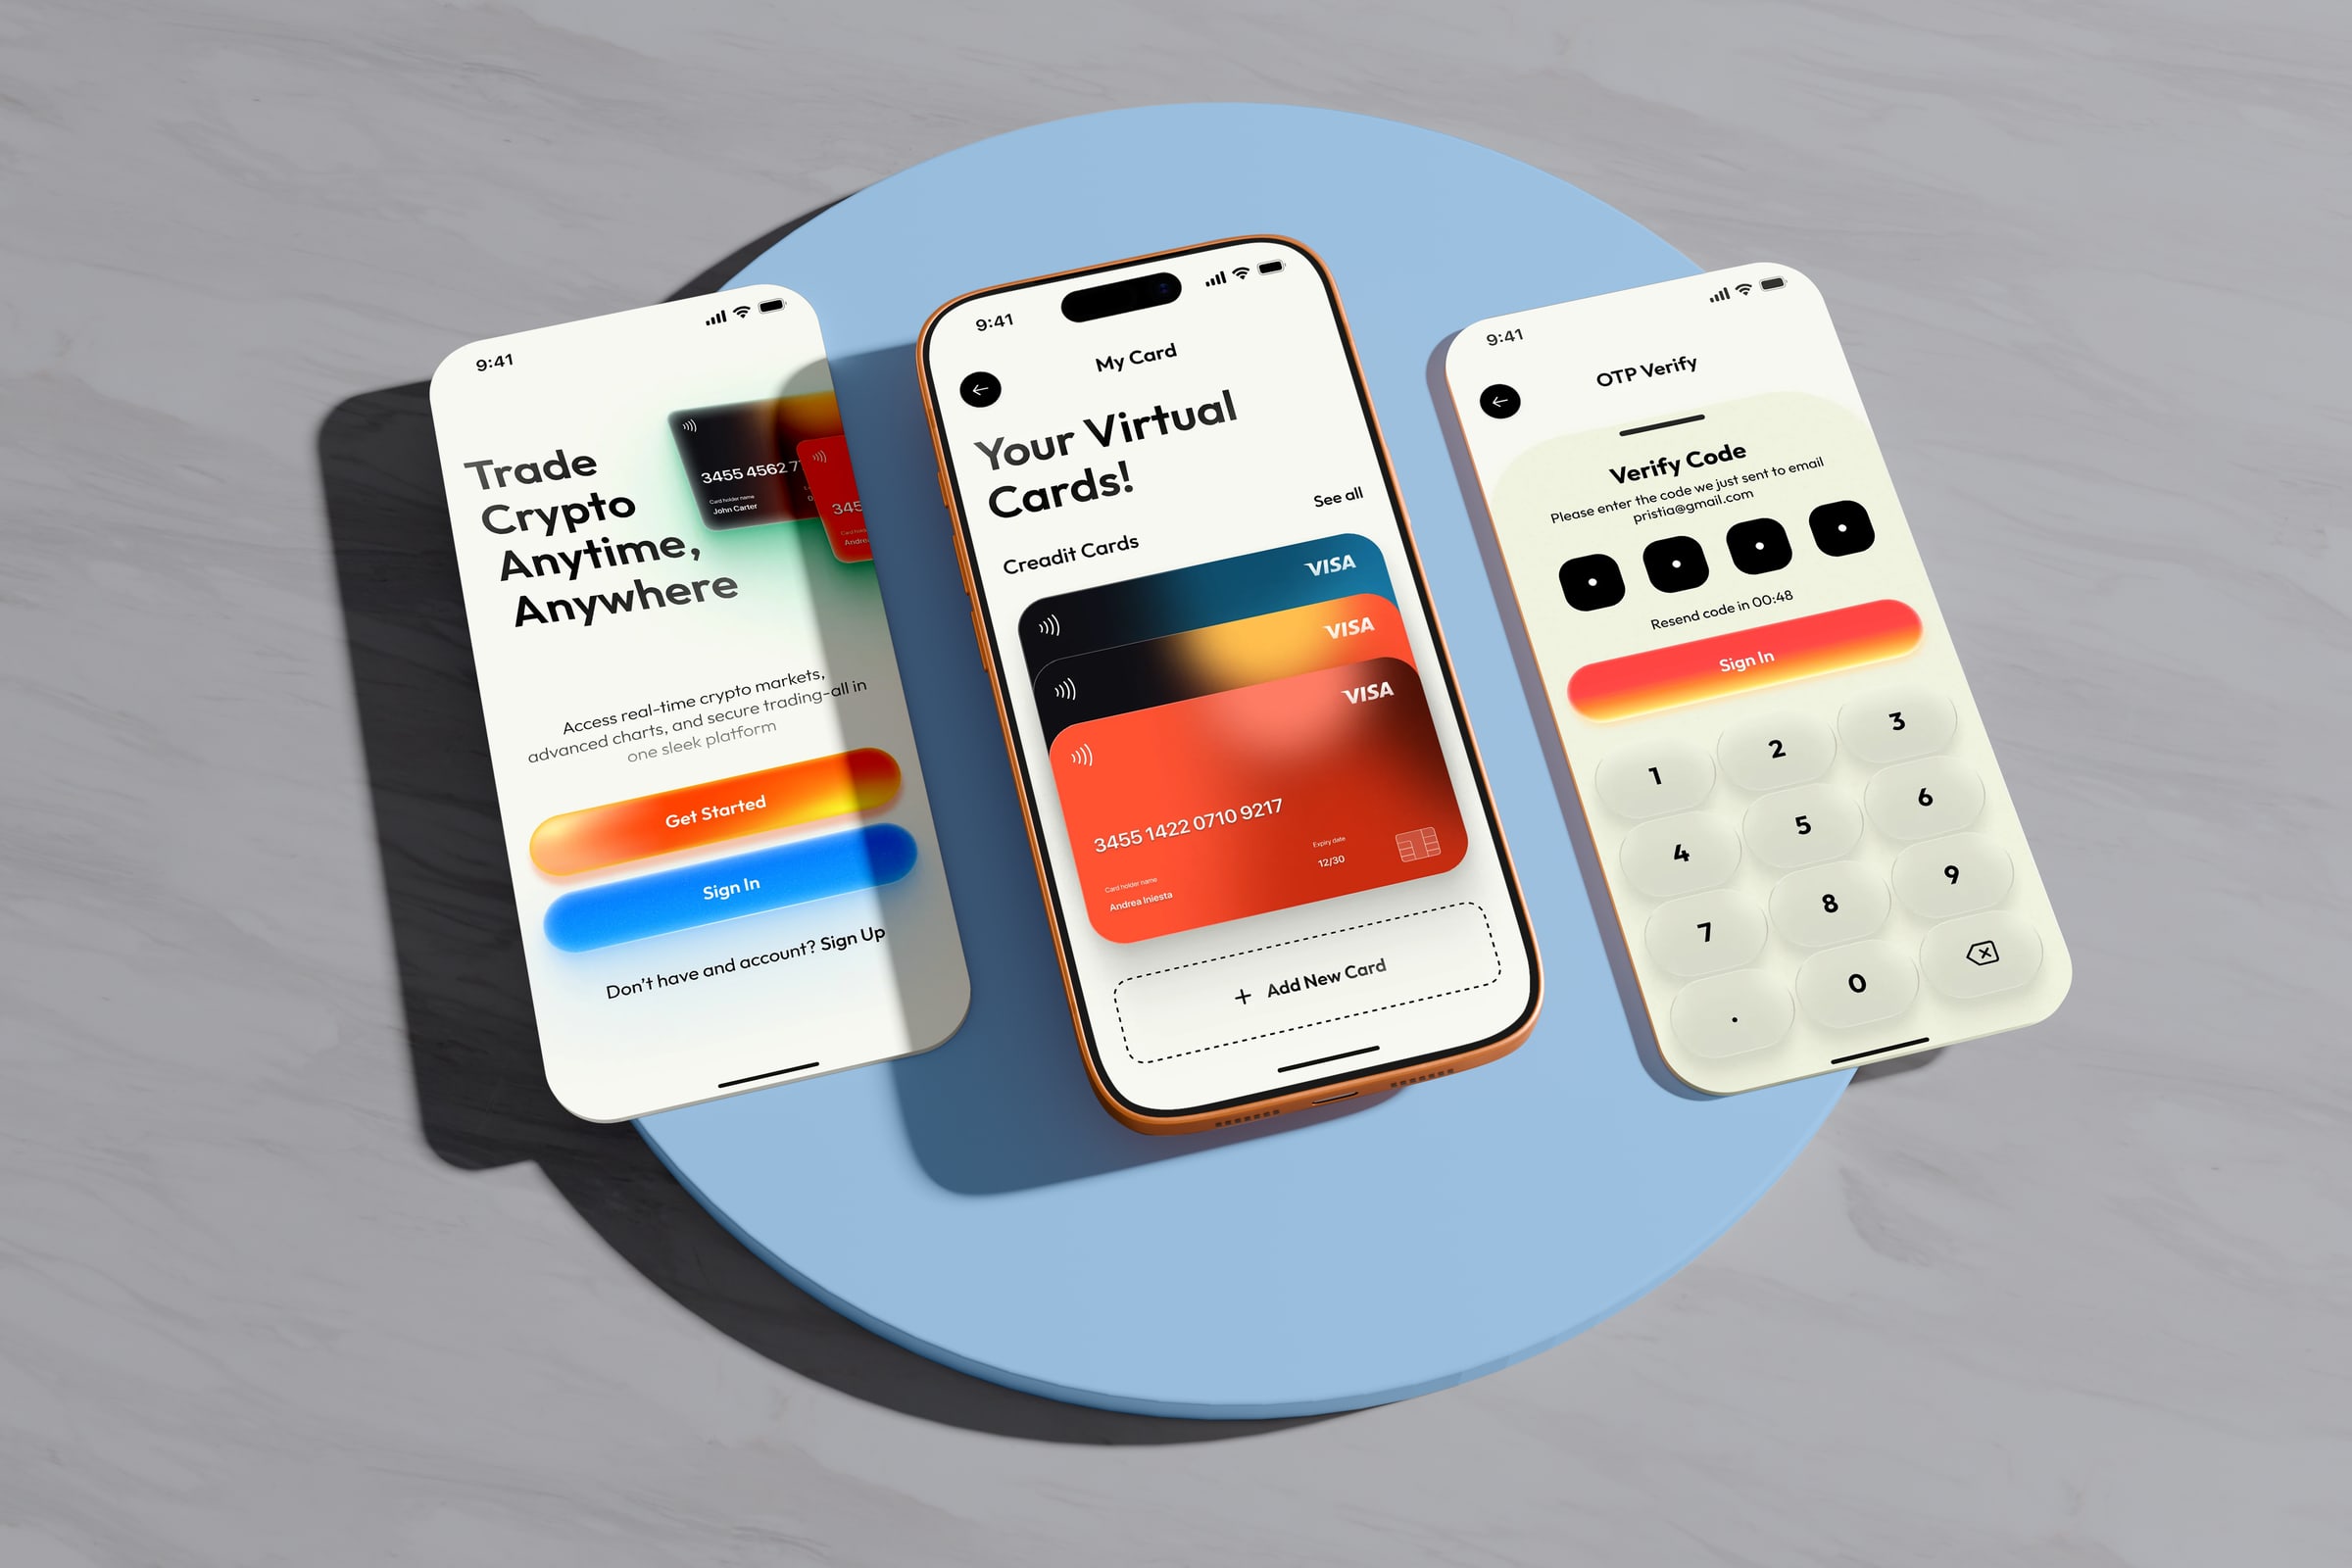 9:41
3455 4562 7
Card holder name
John Carter
345
Trade
Crypto
Anytime,
Anywhere
Access real-time crypto markets,
advanced charts, and secure trading-all in
one sleek platform
Get Started
Sign In
Don't have and account? Sign Up
9:41
My Card
Your Virtual
Cards!
See all
Creadit Cards
VISA
VISA
VISA
3455 1422 0710 9217
Expiry date
12/30
Card holder name
Andrea Iniesta
+ Add New Card
9:41
OTP Verify
Verify Code
Please enter the code we just sent to email
pristia@gmail.com
Resend code in 00:48
Sign In
1 2 3
4 5 6
7 8 9
. 0